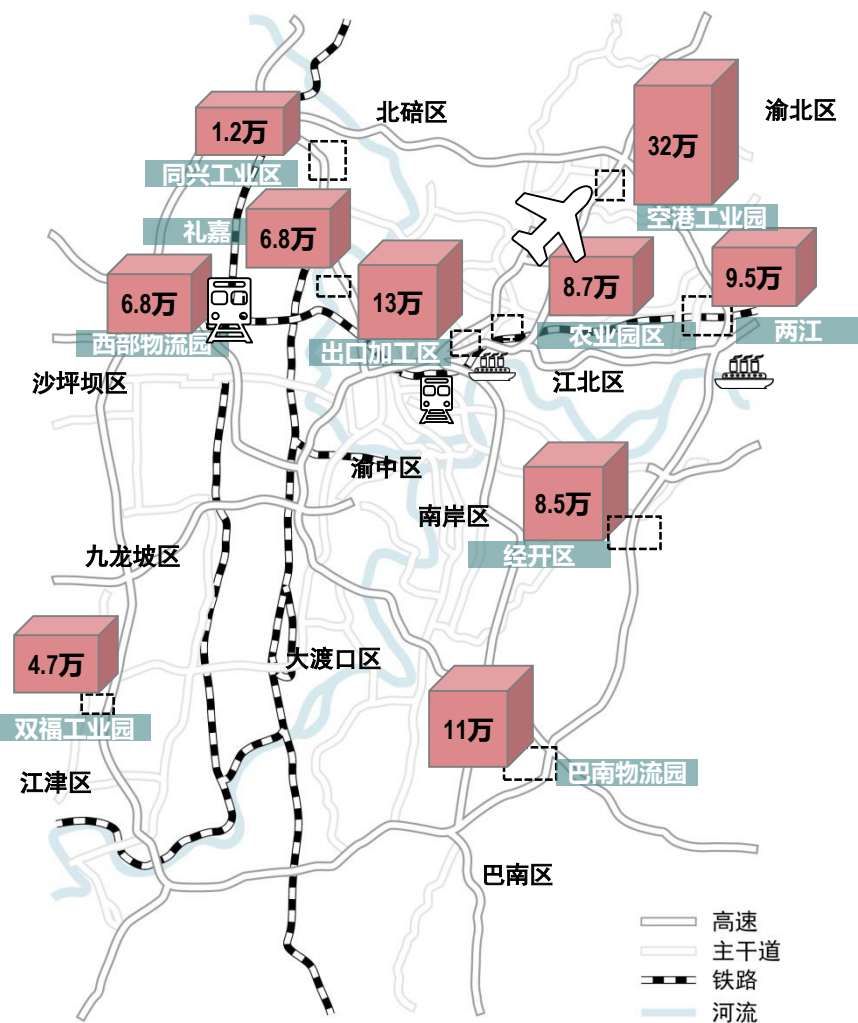 北碚区
渝北区
1.2万
同兴工业区
32万
空港工业园
礼嘉
6.8万
6.8万
西部物流园
13万
出口加工区
8.7万
农业园区
9.5万
两江
沙坪坝区
江北区
渝中区
南岸区
8.5万
经开区
九龙坡区
4.7万
双福工业园
大渡口区
11万
巴南物流园
江津区
巴南区
高速
主干道
铁路
河流